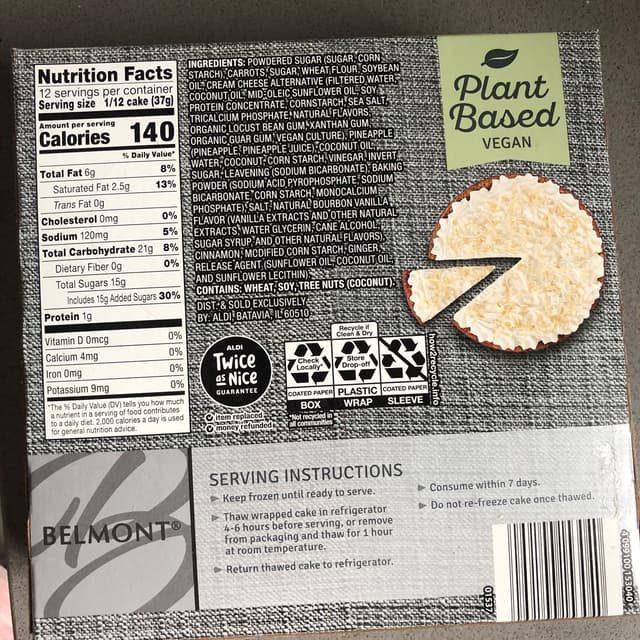 Nutrition Facts
12 servings per container
Serving size 1/12 cake (37g)
Amount per serving
Calories 140
% Daily Value*
Total Fat 6g 8%
Saturated Fat 2.5g 13%
Trans Fat 0g
Cholesterol 0mg 0%
Sodium 120mg 5%
Total Carbohydrate 21g 8%
Dietary Fiber 0g 0%
Total Sugars 15g
Includes 15g Added Sugars 30%
Protein 1g
Vitamin D 0mcg 0%
Calcium 4mg 0%
Iron 0mg 0%
Potassium 9mg 0%
*The % Daily Value (DV) tells you how much
a nutrient in a serving of food contributes
to a daily diet. 2,000 calories a day is used
for general nutrition advice.
INGREDIENTS: POWDERED SUGAR (SUGAR, CORN
STARCH), CARROTS, SUGAR, WHEAT FLOUR, SOYBEAN
OIL, CREAM CHEESE ALTERNATIVE (FILTERED WATER,
COCONUT OIL, MID-OLEIC SUNFLOWER OIL, SOY
PROTEIN CONCENTRATE, CORNSTARCH, SEA SALT,
TRICALCIUM PHOSPHATE, NATURAL FLAVORS,
ORGANIC LOCUST BEAN GUM, XANTHAN GUM,
ORGANIC GUAR GUM, VEGAN CULTURE), PINEAPPLE
(PINEAPPLE, PINEAPPLE JUICE), COCONUT OIL,
WATER, COCONUT, CORN STARCH, VINEGAR, INVERT
SUGAR, LEAVENING (SODIUM BICARBONATE), BAKING
POWDER (SODIUM ACID PYROPHOSPHATE, SODIUM
BICARBONATE, CORN STARCH, MONOCALCIUM
PHOSPHATE), SALT, NATURAL BOURBON VANILLA
FLAVOR (VANILLA EXTRACTS AND OTHER NATURAL
EXTRACTS, WATER, GLYCERIN, CANE ALCOHOL,
SUGAR SYRUP, AND OTHER NATURAL FLAVORS),
CINNAMON, MODIFIED CORN STARCH, GINGER,
RELEASE AGENT (SUNFLOWER OIL, COCONUT OIL,
AND SUNFLOWER LECITHIN).
CONTAINS: WHEAT, SOY, TREE NUTS (COCONUT).
DIST. & SOLD EXCLUSIVELY
BY: ALDI, BATAVIA, IL 60510
Plant
Based
VEGAN
ALDI
Twice
as Nice
GUARANTEE
item replaced
money refunded
Recycle if
Clean & Dry
Check
Locally*
Store
Drop-off
COATED PAPER
PLASTIC
COATED PAPER
BOX
WRAP
SLEEVE
*Not recycled in
all communities
how2recycle.info
BELMONT®
SERVING INSTRUCTIONS
Keep frozen until ready to serve.
Thaw wrapped cake in refrigerator
4-6 hours before serving, or remove
from packaging and thaw for 1 hour
at room temperature.
Return thawed cake to refrigerator.
Consume within 7 days.
Do not re-freeze cake once thawed.